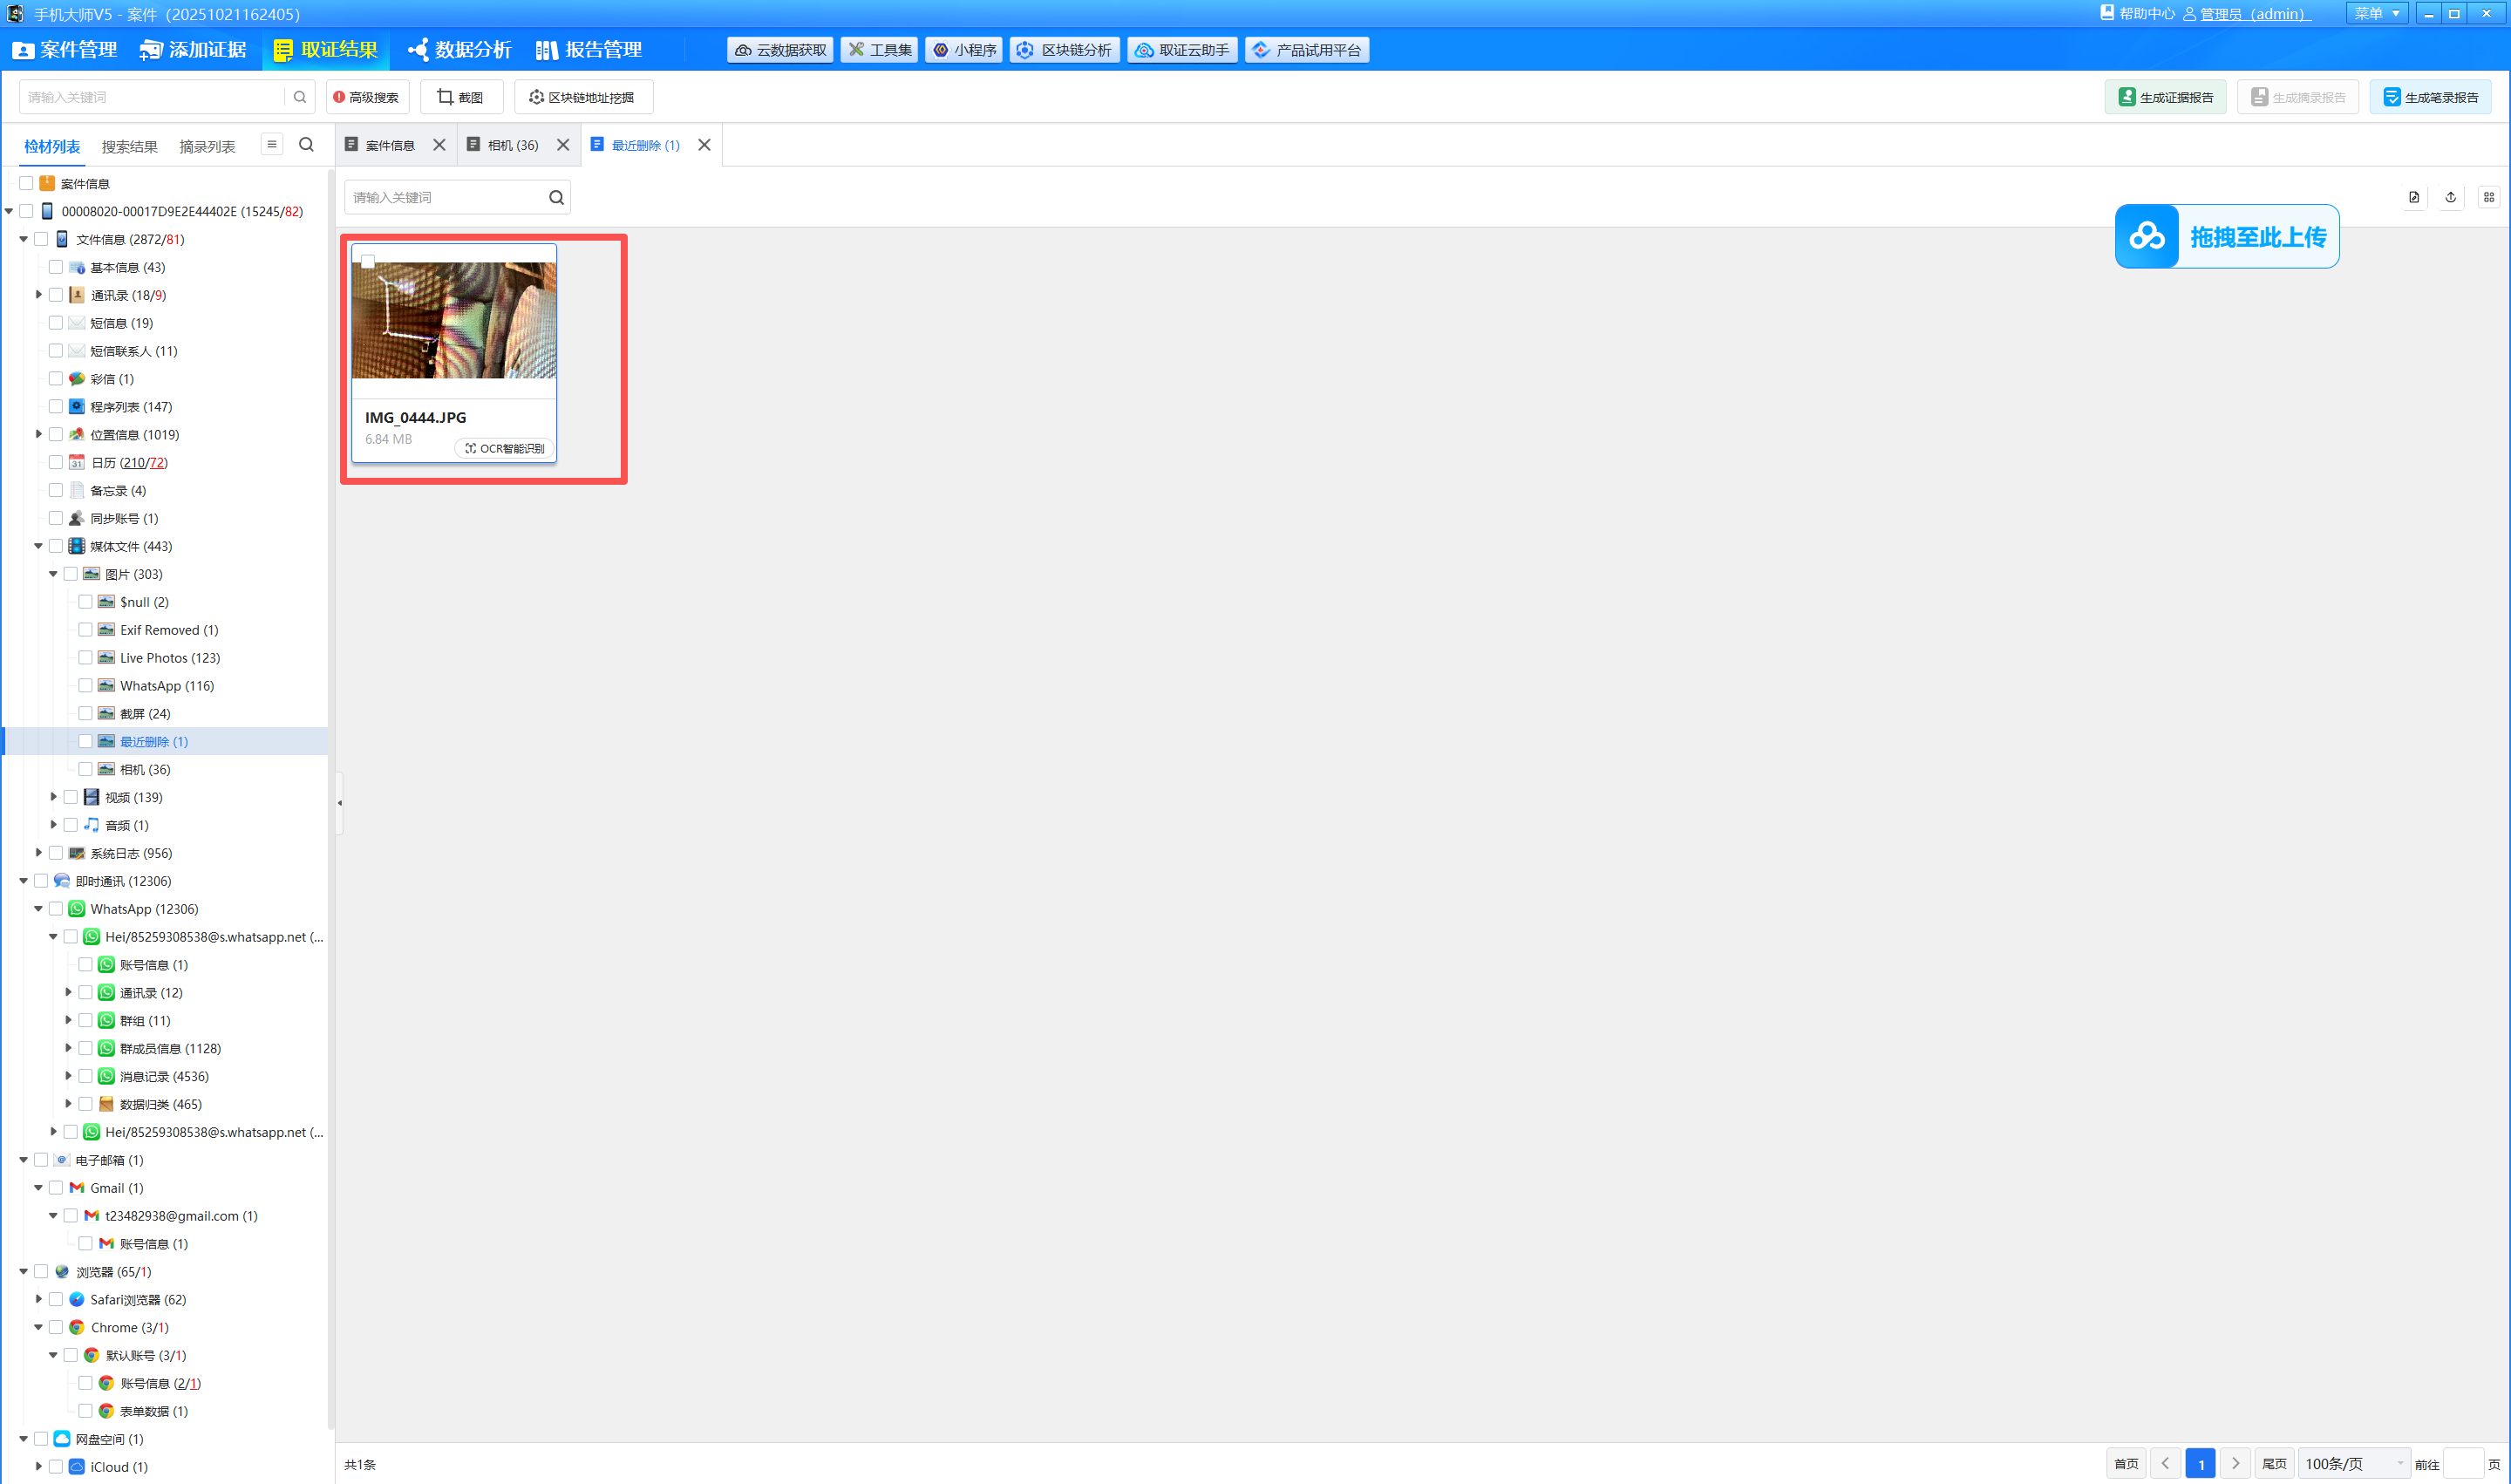 手机大师V5 - 案件（20251021162405）
帮助中心
管理员（admin）
菜单
案件管理
添加证据
取证结果
数据分析
报告管理
云数据获取
工具集
小程序
区块链分析
取证云助手
产品试用平台
请输入关键词
高级搜索
截图
区块链地址挖掘
生成证据报告
生成摘录报告
生成笔录报告
检材列表
搜索结果
摘录列表
案件信息
相机 (36)
最近删除 (1)
请输入关键词
拖拽至此上传
案件信息
00008020-00017D9E2E44402E (15245/82)
文件信息 (2872/81)
基本信息 (43)
通讯录 (18/9)
短信息 (19)
短信联系人 (11)
彩信 (1)
程序列表 (147)
位置信息 (1019)
日历 (210/72)
备忘录 (4)
同步账号 (1)
媒体文件 (443)
图片 (303)
$null (2)
Exif Removed (1)
Live Photos (123)
WhatsApp (116)
截屏 (24)
最近删除 (1)
相机 (36)
视频 (139)
音频 (1)
系统日志 (956)
即时通讯 (12306)
WhatsApp (12306)
Hei/85259308538@s.whatsapp.net (...
账号信息 (1)
通讯录 (12)
群组 (11)
群成员信息 (1128)
消息记录 (4536)
数据归类 (465)
Hei/85259308538@s.whatsapp.net (...
电子邮箱 (1)
Gmail (1)
t23482938@gmail.com (1)
账号信息 (1)
浏览器 (65/1)
Safari浏览器 (62)
Chrome (3/1)
默认账号 (3/1)
账号信息 (2/1)
表单数据 (1)
网盘空间 (1)
iCloud (1)
IMG_0444.JPG
6.84 MB
OCR智能识别
共1条
首页
1
尾页
100条/页
前往
页